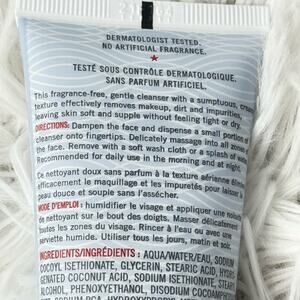 DERMATOLOGIST TESTED.
NO ARTIFICIAL FRAGRANCE.
TESTÉ SOUS CONTRÔLE DERMATOLOGIQUE,
SANS PARFUM ARTIFICIEL.
This fragrance-free, gentle cleanser with a sumptuous,
texture effectively removes makeup, dirt and impurities
leaving skin soft and supple without feeling tight or dry.
DIRECTIONS: Dampen the face and dispense a small portion of
cleanser onto fingertips. Delicately massage into all zones
the face. Remove with a soft wash cloth or a splash of water
Recommended for daily use in the morning and at night.
Ce nettoyant doux sans parfum à la texture aérienne
efficacement le maquillage et les impuretés pour laisser
peau douce et souple sans l'assécher.
MODE D'EMPLOI : humidifier le visage et appliquer une
de nettoyant sur le bout des doigts. Masser délicatement
toutes les zones du visage. Rincer à l'eau ou avec une
serviette humide. Utiliser tous les jours, matin et soir.
INGREDIENTS/INGRÉDIENTS : AQUA/WATER/EAU, SODIUM
COCOYL ISETHIONATE, GLYCERIN, STEARIC ACID, HYDRO-
GENATED COCONUT ACID, SODIUM ISETHIONATE,
ALCOHOL, PHENOXYETHANOL, DISODIUM
SODIUM PCA,